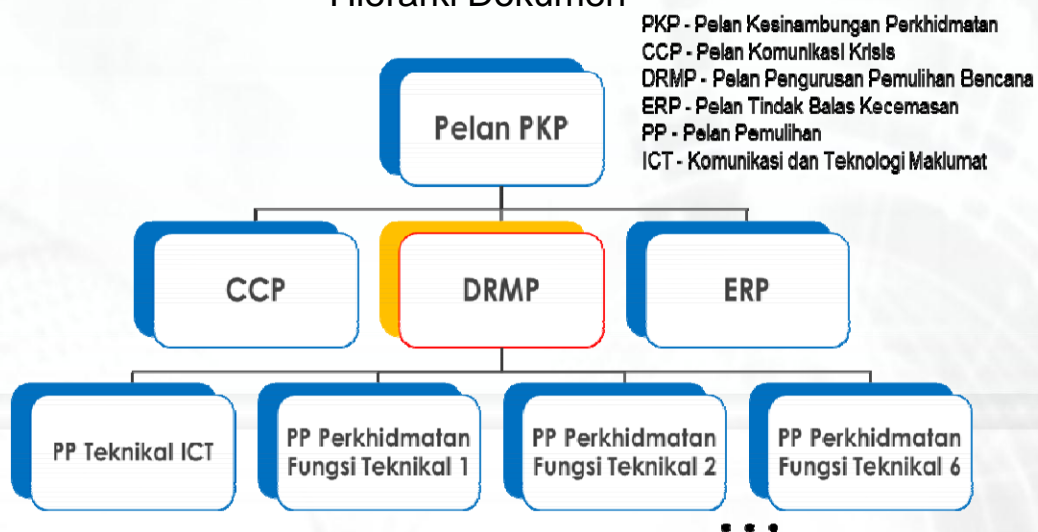 Hierarki Dokumen
PKP - Pelan Kesinambungan Perkhidmatan
CCP - Pelan Komunikasi Krisis
DRMP - Pelan Pengurusan Pemulihan Bencana
ERP - Pelan Tindak Balas Kecemasan
PP - Pelan Pemulihan
ICT - Komunikasi dan Teknologi Maklumat
Pelan PKP
CCP
DRMP
ERP
PP Teknikal ICT
PP Perkhidmatan
Fungsi Teknikal 1
PP Perkhidmatan
Fungsi Teknikal 2
PP Perkhidmatan
Fungsi Teknikal 6
...